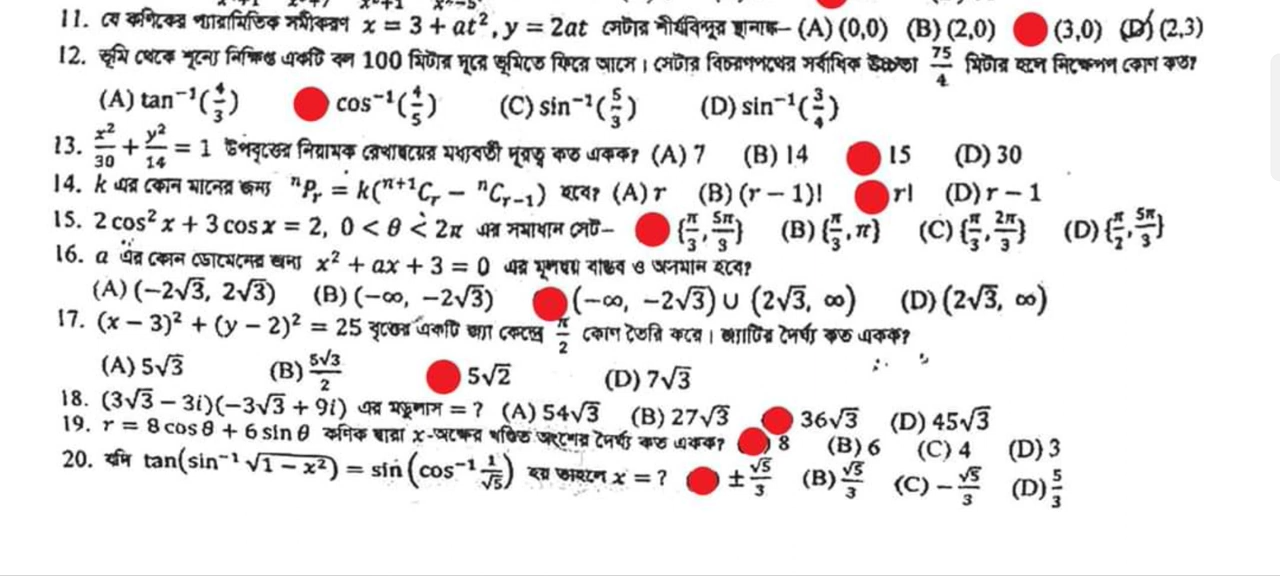 11. যে কণিকের প্যারামিতিক সমীকরণ x = 3 + at², y = 2at সেটার শীর্ষবিন্দুর স্থানাঙ্ক– (A) (0,0) (B) (2,0) (3,0) (D) (2,3)
12. ভূমি থেকে শূন্যে নিক্ষিপ্ত একটি বল 100 মিটার দূরে ভূমিতে ফিরে আসে। সেটার বিচরণপথের সর্বাধিক উচ্চতা 75/4 মিটার হলে নিক্ষেপণ কোণ কত?
(A) tan⁻¹(4/3) cos⁻¹(4/5) (C) sin⁻¹(5/3) (D) sin⁻¹(3/4)
13. x²/30 + y²/14 = 1 উপবৃত্তের নিয়ামক রেখাদ্বয়ের মধ্যবর্তী দূরত্ব কত একক? (A) 7 (B) 14 15 (D) 30
14. k এর কোন মানের জন্য ⁿPᵣ = k(ⁿ⁺¹Cᵣ − ⁿCᵣ₋₁) হবে? (A) r (B) (r − 1)! r! (D) r − 1
15. 2 cos² x + 3 cos x = 2, 0 < θ < 2π এর সমাধান সেট– {π/3, 5π/3} (B) {π/3, π} (C) {π/3, 2π/3} (D) {π/2, 5π/3}
16. a এর কোন ডোমেনের জন্য x² + ax + 3 = 0 এর মূলদ্বয় বাস্তব ও অসমান হবে?
(A) (−2√3, 2√3) (B) (−∞, −2√3) (−∞, −2√3) ∪ (2√3, ∞) (D) (2√3, ∞)
17. (x − 3)² + (y − 2)² = 25 বৃত্তের একটি জ্যা কেন্দ্রে π/2 কোণ তৈরি করে। জ্যাটির দৈর্ঘ্য কত একক?
(A) 5√3 (B) 5√3/2 5√2 (D) 7√3
18. (3√3 − 3i)(−3√3 + 9i) এর মডুলাস = ? (A) 54√3 (B) 27√3 36√3 (D) 45√3
19. r = 8 cos θ + 6 sin θ কনিক দ্বারা x-অক্ষের খণ্ডিত অংশের দৈর্ঘ্য কত একক? 8 (B) 6 (C) 4 (D) 3
20. যদি tan(sin⁻¹ √(1 − x²)) = sin (cos⁻¹ 1/√5) হয় তাহলে x = ? ± √5/3 (B) √5/3 (C) − √5/3 (D) 5/3